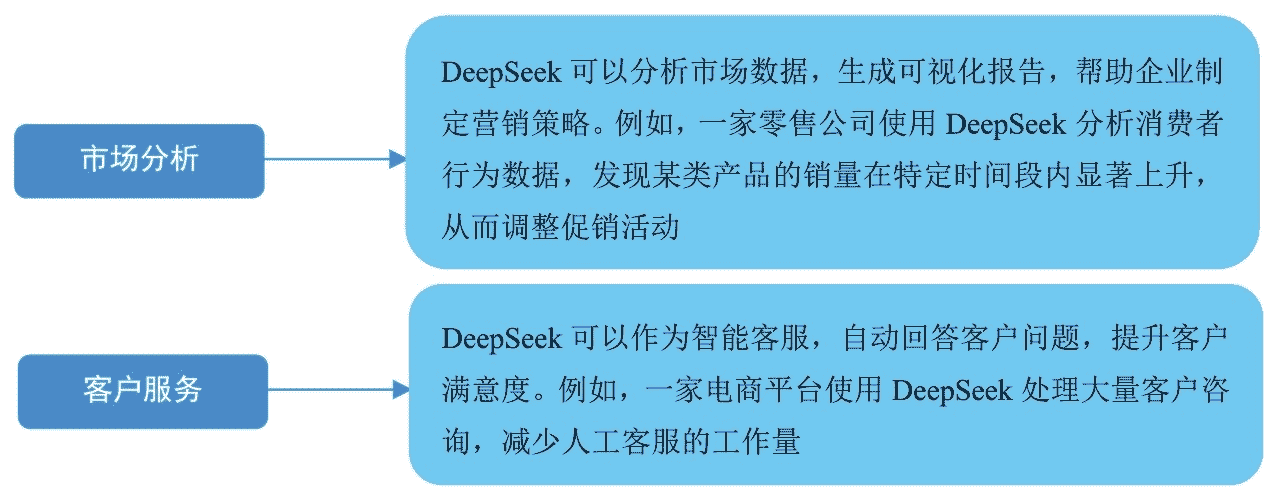 市场分析
DeepSeek 可以分析市场数据，生成可视化报告，帮助企业制
定营销策略。例如，一家零售公司使用 DeepSeek 分析消费者
行为数据，发现某类产品的销量在特定时间段内显著上升，
从而调整促销活动
客户服务
DeepSeek 可以作为智能客服，自动回答客户问题，提升客户
满意度。例如，一家电商平台使用 DeepSeek 处理大量客户咨
询，减少人工客服的工作量